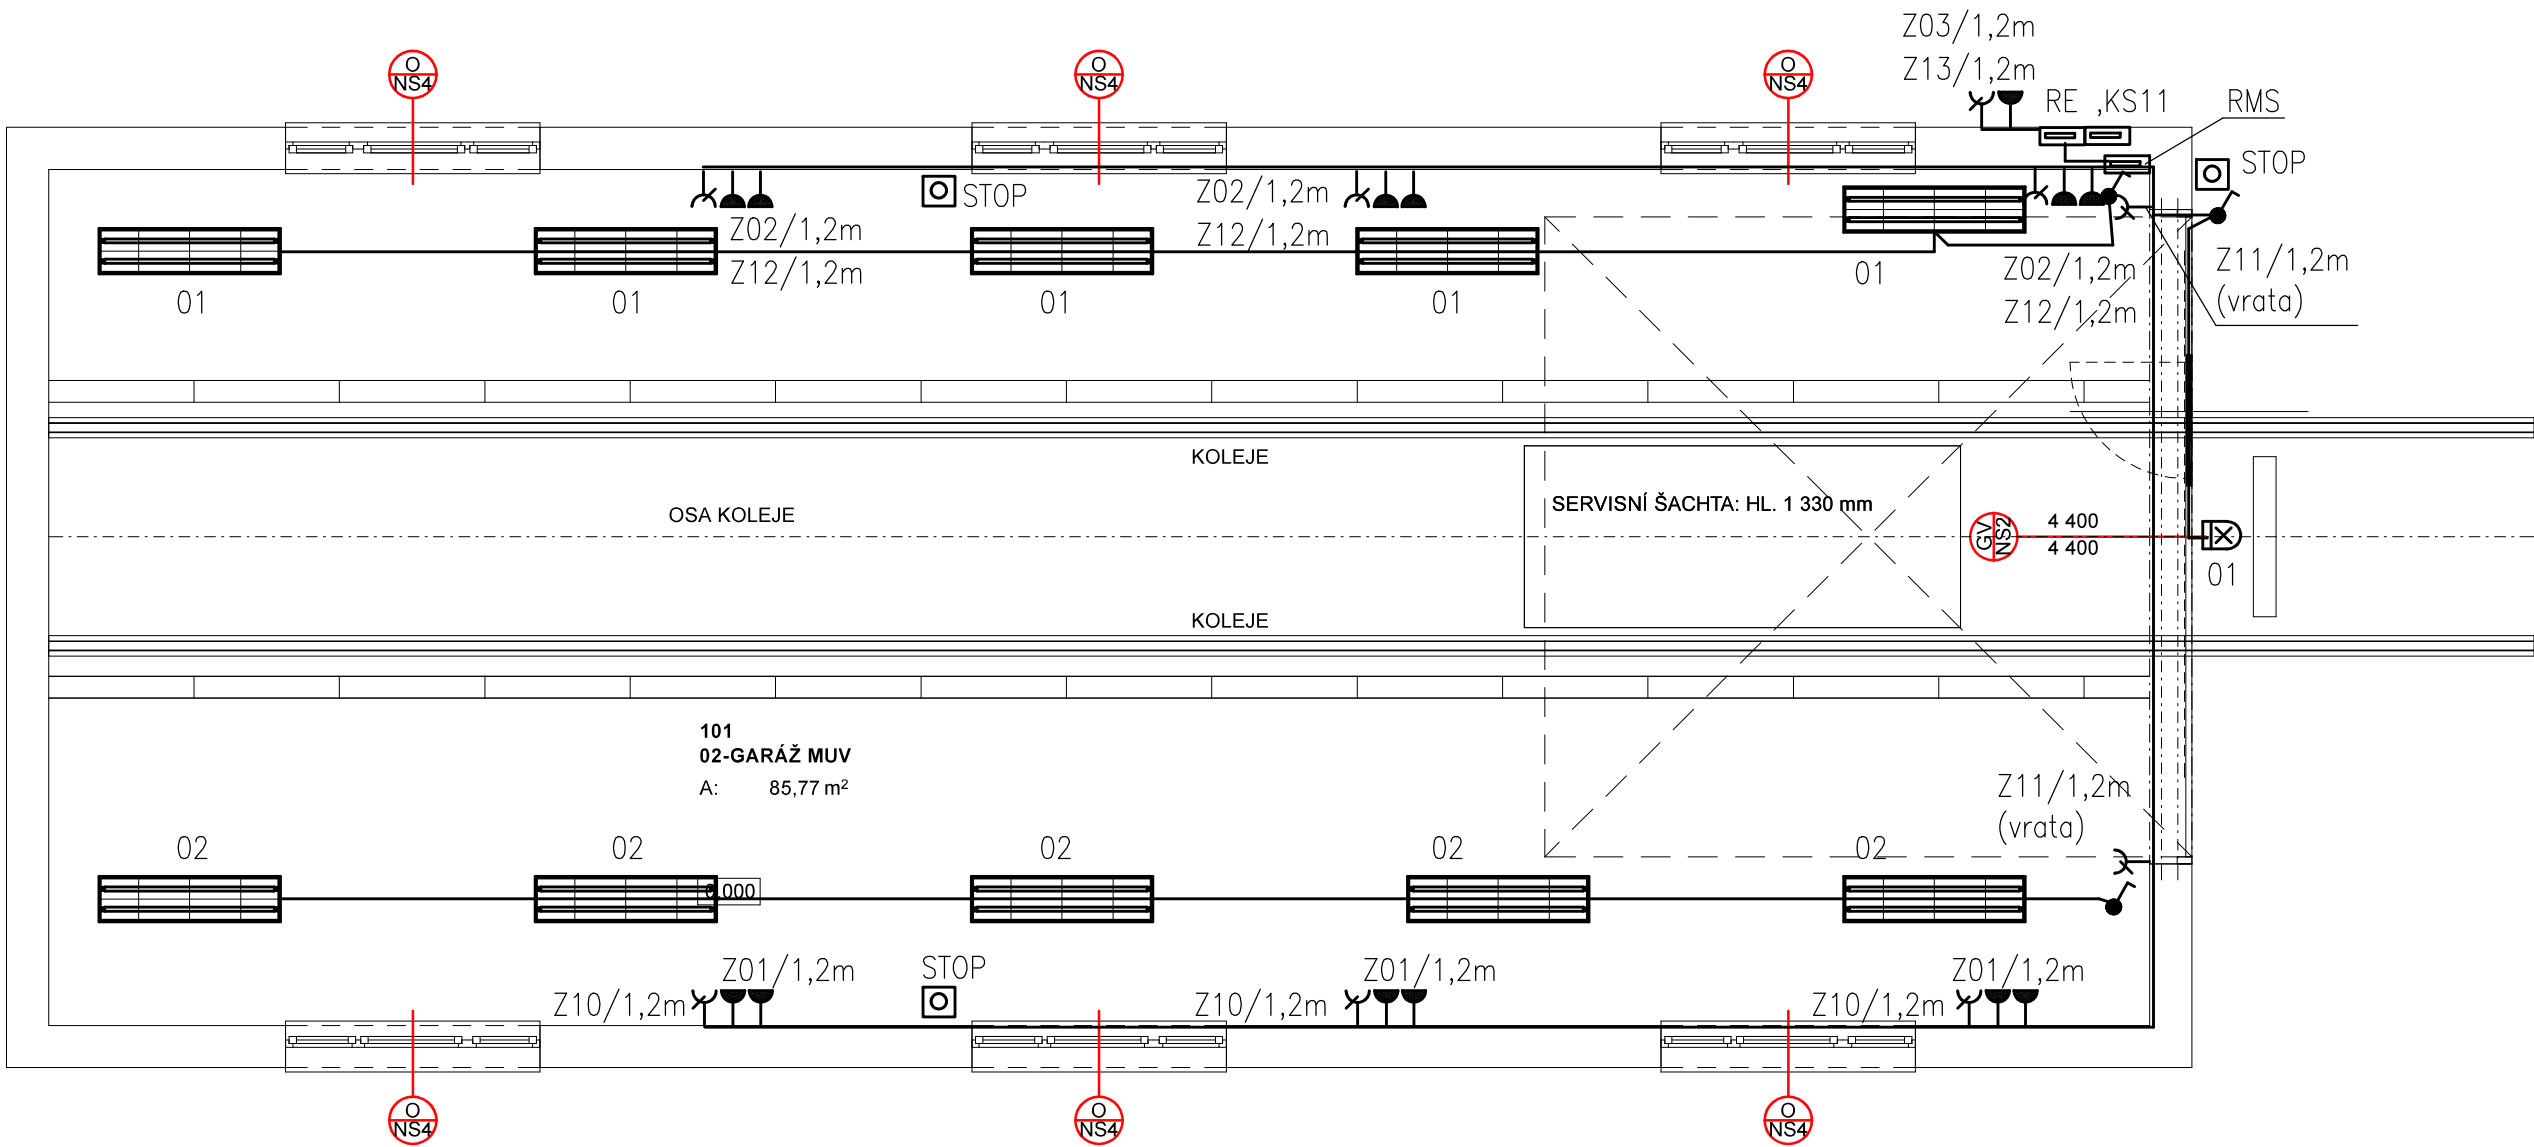 Z03/1,2m
Z13/1,2m
O
NS4
O
NS4
O
NS4
RE ,KS11
RMS
STOP
STOP
Z02/1,2m
Z12/1,2m
Z02/1,2m
Z12/1,2m
Z02/1,2m
Z12/1,2m
Z11/1,2m
(vrata)
01
01
01
01
01
KOLEJE
OSA KOLEJE
SERVISNÍ ŠACHTA: HL. 1 330 mm
GV
NS2
4 400
4 400
01
KOLEJE
101
02-GARÁŽ MUV
A: 85,77 m²
Z11/1,2m
(vrata)
02
02
02
02
02
0,000
Z01/1,2m
STOP
Z01/1,2m
Z01/1,2m
Z10/1,2m
Z10/1,2m
Z10/1,2m
O
NS4
O
NS4
O
NS4